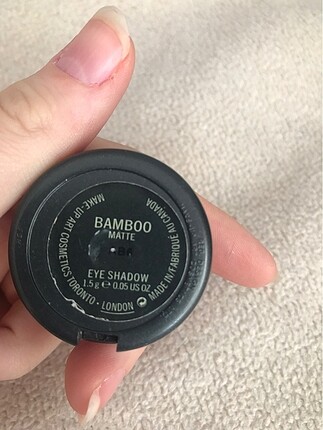 BAMBOO
MATTE
EYE SHADOW
1.5 g ℮ 0.05 US OZ
MAKE-UP ART COSMETICS TORONTO · LONDON
MADE IN/FABRIQUÉ AU CANADA